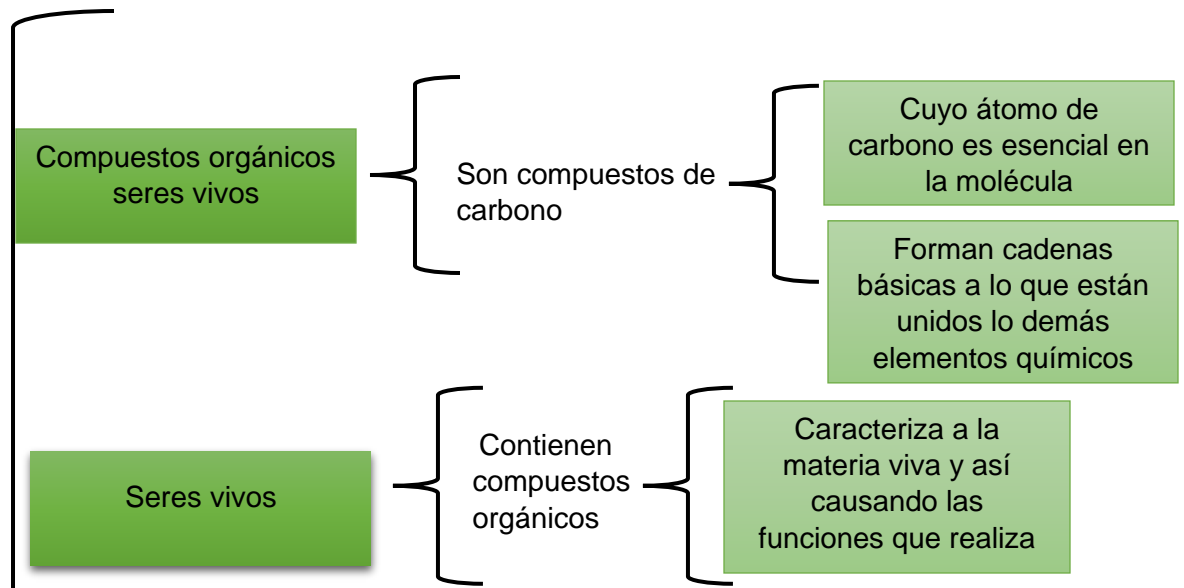 Compuestos orgánicos
seres vivos
Son compuestos de
carbono
Cuyo átomo de
carbono es esencial en
la molécula
Forman cadenas
básicas a lo que están
unidos lo demás
elementos químicos
Seres vivos
Contienen
compuestos
orgánicos
Caracteriza a la
materia viva y así
causando las
funciones que realiza